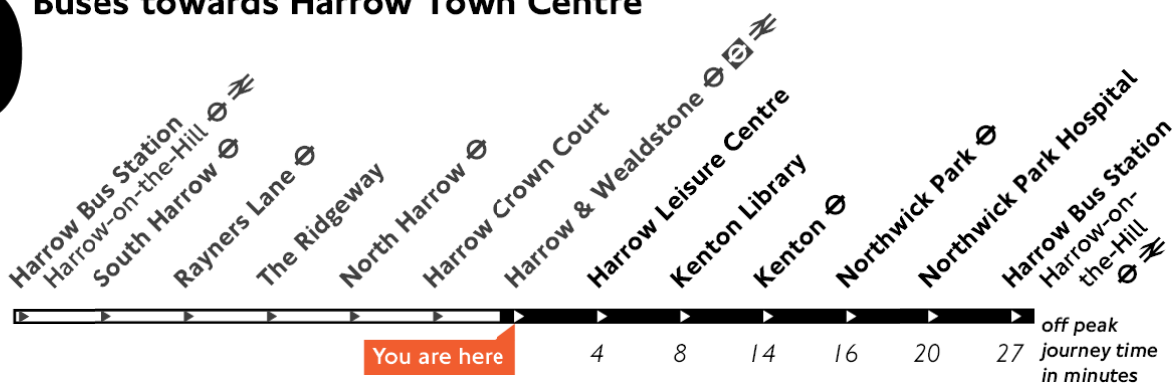 Buses towards Harrow Town Centre
Harrow Bus Station
Harrow-on-the-Hill
South Harrow
Rayners Lane
The Ridgeway
North Harrow
Harrow Crown Court
Harrow & Wealdstone
Harrow Leisure Centre
Kenton Library
Kenton
Northwick Park
Northwick Park Hospital
Harrow Bus Station
Harrow-on-
the-Hill
You are here
4 8 14 16 20 27
off peak
journey time
in minutes